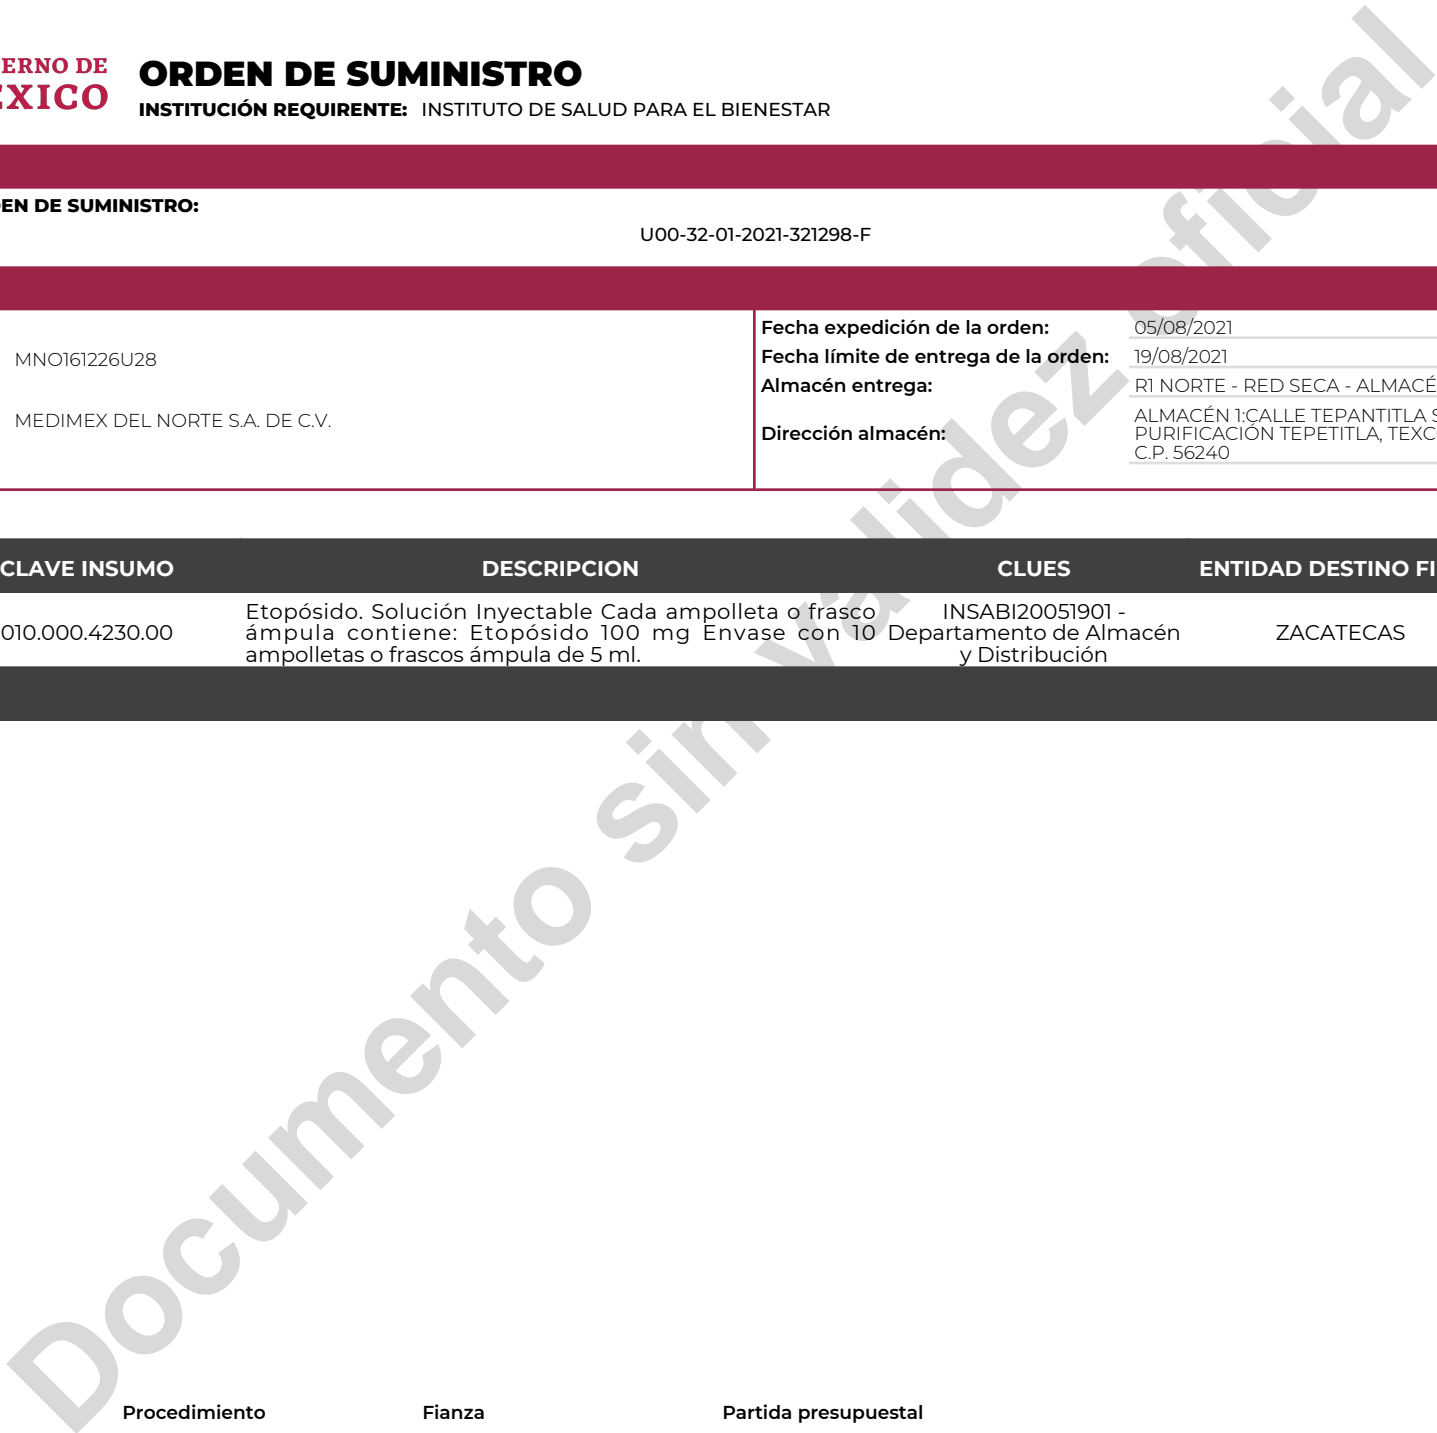 ERNO DE
ORDEN DE SUMINISTRO
INSTITUCIÓN REQUIRENTE: INSTITUTO DE SALUD PARA EL BIENESTAR
EXICO
EN DE SUMINISTRO:
U00-32-01-2021-321298-F
MNO161226U28
MEDIMEX DEL NORTE S.A. DE C.V.
Fecha expedición de la orden: 05/08/2021
Fecha límite de entrega de la orden: 19/08/2021
Almacén entrega: R1 NORTE - RED SECA - ALMACÉ
Dirección almacén: ALMACÉN 1:CALLE TEPANTITLA S
PURIFICACIÓN TEPETITLA, TEXC
C.P. 56240
CLAVE INSUMO DESCRIPCION CLUES ENTIDAD DESTINO FI
010.000.4230.00
Etopósido. Solución Inyectable Cada ampolleta o frasco
ámpula contiene: Etopósido 100 mg Envase con 10
ampolletas o frascos ámpula de 5 ml.
INSABI20051901 -
Departamento de Almacén
y Distribución
ZACATECAS
Documento sin validez oficial
Procedimiento Fianza Partida presupuestal